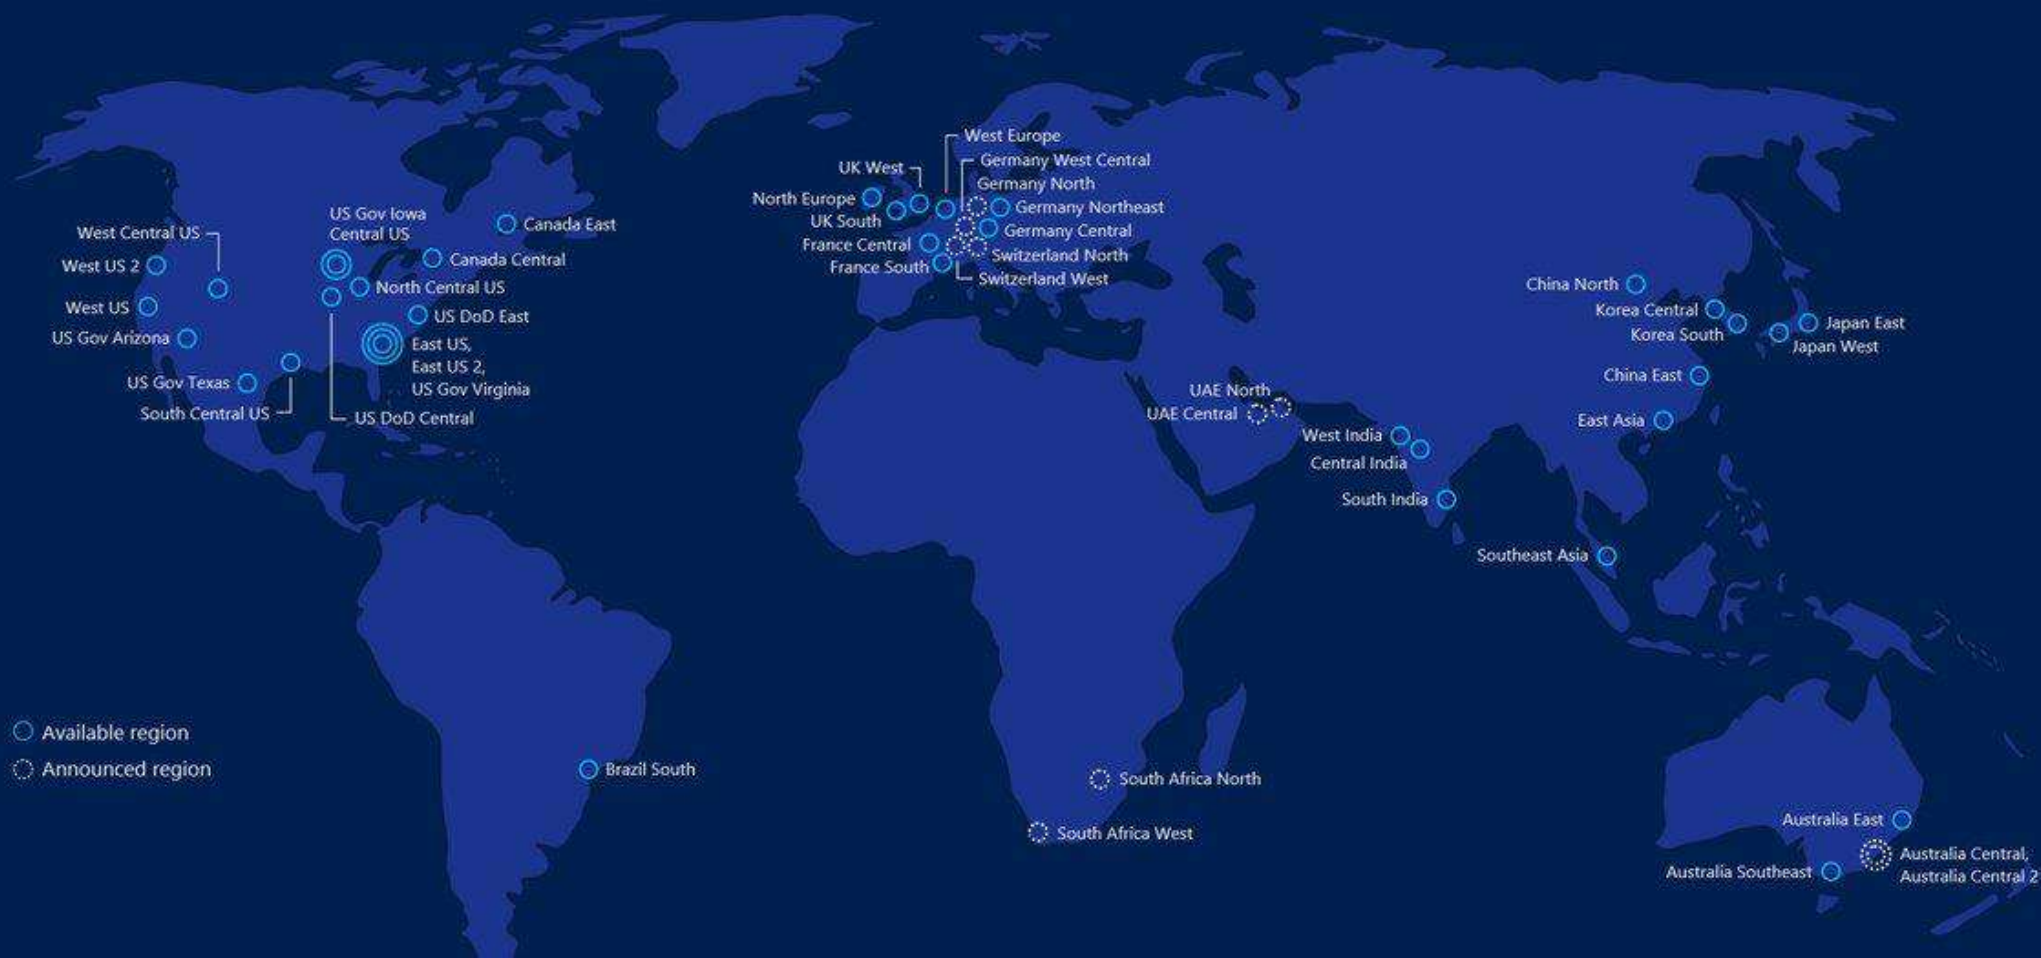 West Europe
Germany West Central
UK West
Germany North
North Europe
Germany Northeast
UK South
Germany Central
France Central
Switzerland North
France South
Switzerland West
US Gov Iowa
Central US
Canada East
West Central US
Canada Central
West US 2
North Central US
West US
US DoD East
US Gov Arizona
East US,
East US 2,
US Gov Virginia
US Gov Texas
South Central US
US DoD Central
China North
Korea Central
Korea South
Japan East
Japan West
China East
East Asia
UAE North
UAE Central
West India
Central India
South India
Southeast Asia
Available region
Announced region
Brazil South
South Africa North
South Africa West
Australia East
Australia Central,
Australia Central 2
Australia Southeast